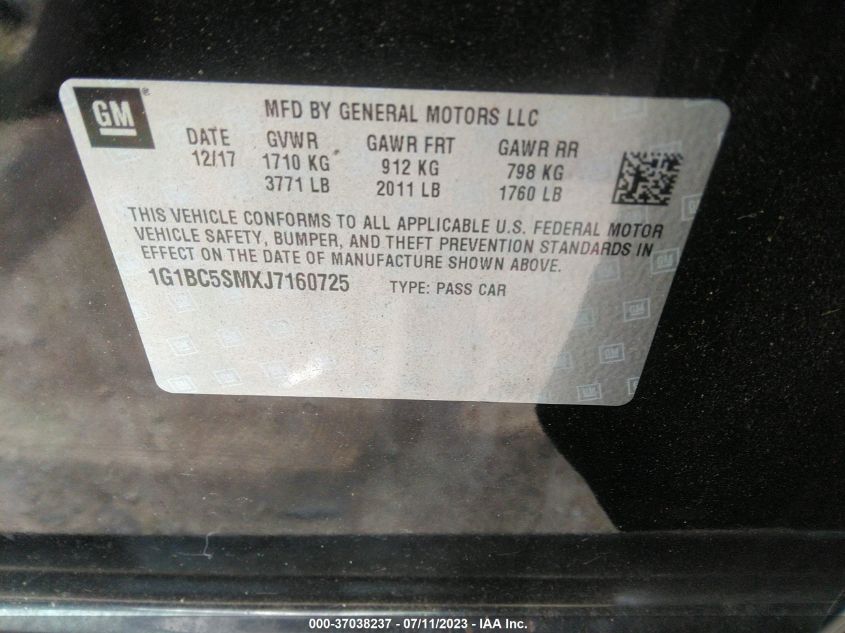 GM ®
MFD BY GENERAL MOTORS LLC
DATE GVWR GAWR FRT GAWR RR
12/17 1710 KG 912 KG 798 KG
3771 LB 2011 LB 1760 LB
THIS VEHICLE CONFORMS TO ALL APPLICABLE U.S. FEDERAL MOTOR
VEHICLE SAFETY, BUMPER, AND THEFT PREVENTION STANDARDS IN
EFFECT ON THE DATE OF MANUFACTURE SHOWN ABOVE.
1G1BC5SMXJ7160725 TYPE: PASS CAR
000-37038237 - 07/11/2023 - IAA Inc.